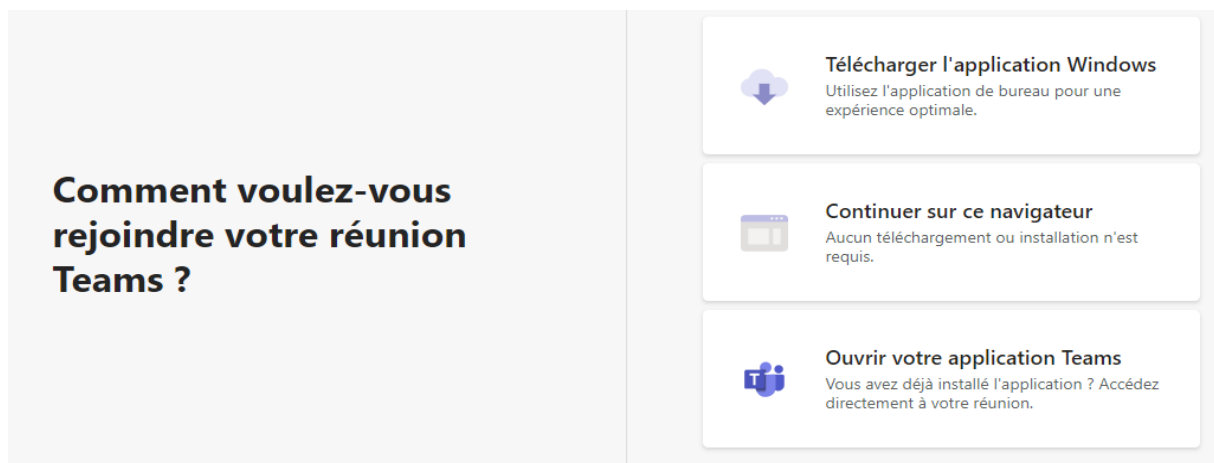 Comment voulez-vous
rejoindre votre réunion
Teams ?
Télécharger l'application Windows
Utilisez l'application de bureau pour une
expérience optimale.
Continuer sur ce navigateur
Aucun téléchargement ou installation n'est
requis.
T
Ouvrir votre application Teams
Vous avez déjà installé l'application ? Accédez
directement à votre réunion.